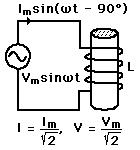 Iₘsin(ωt - 90°)
Vₘsinωt
L
I = Iₘ/√2, V = Vₘ/√2